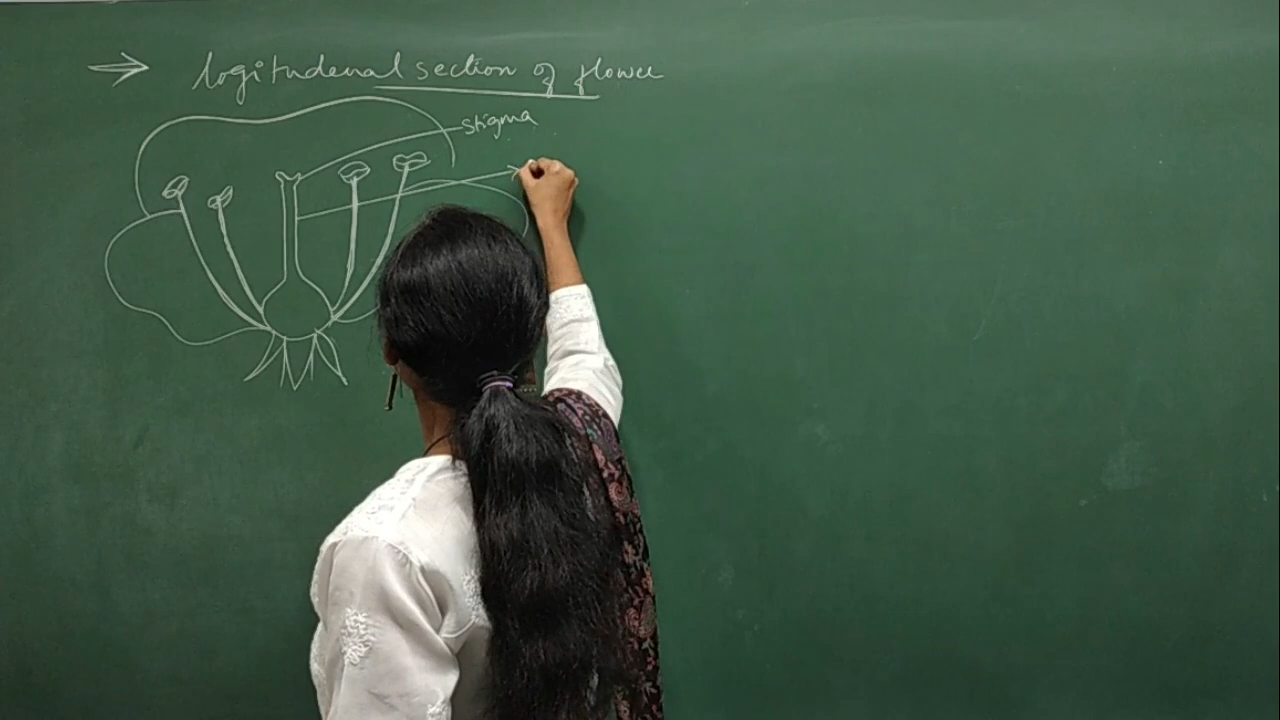 → logitudenal section of flower
stigma